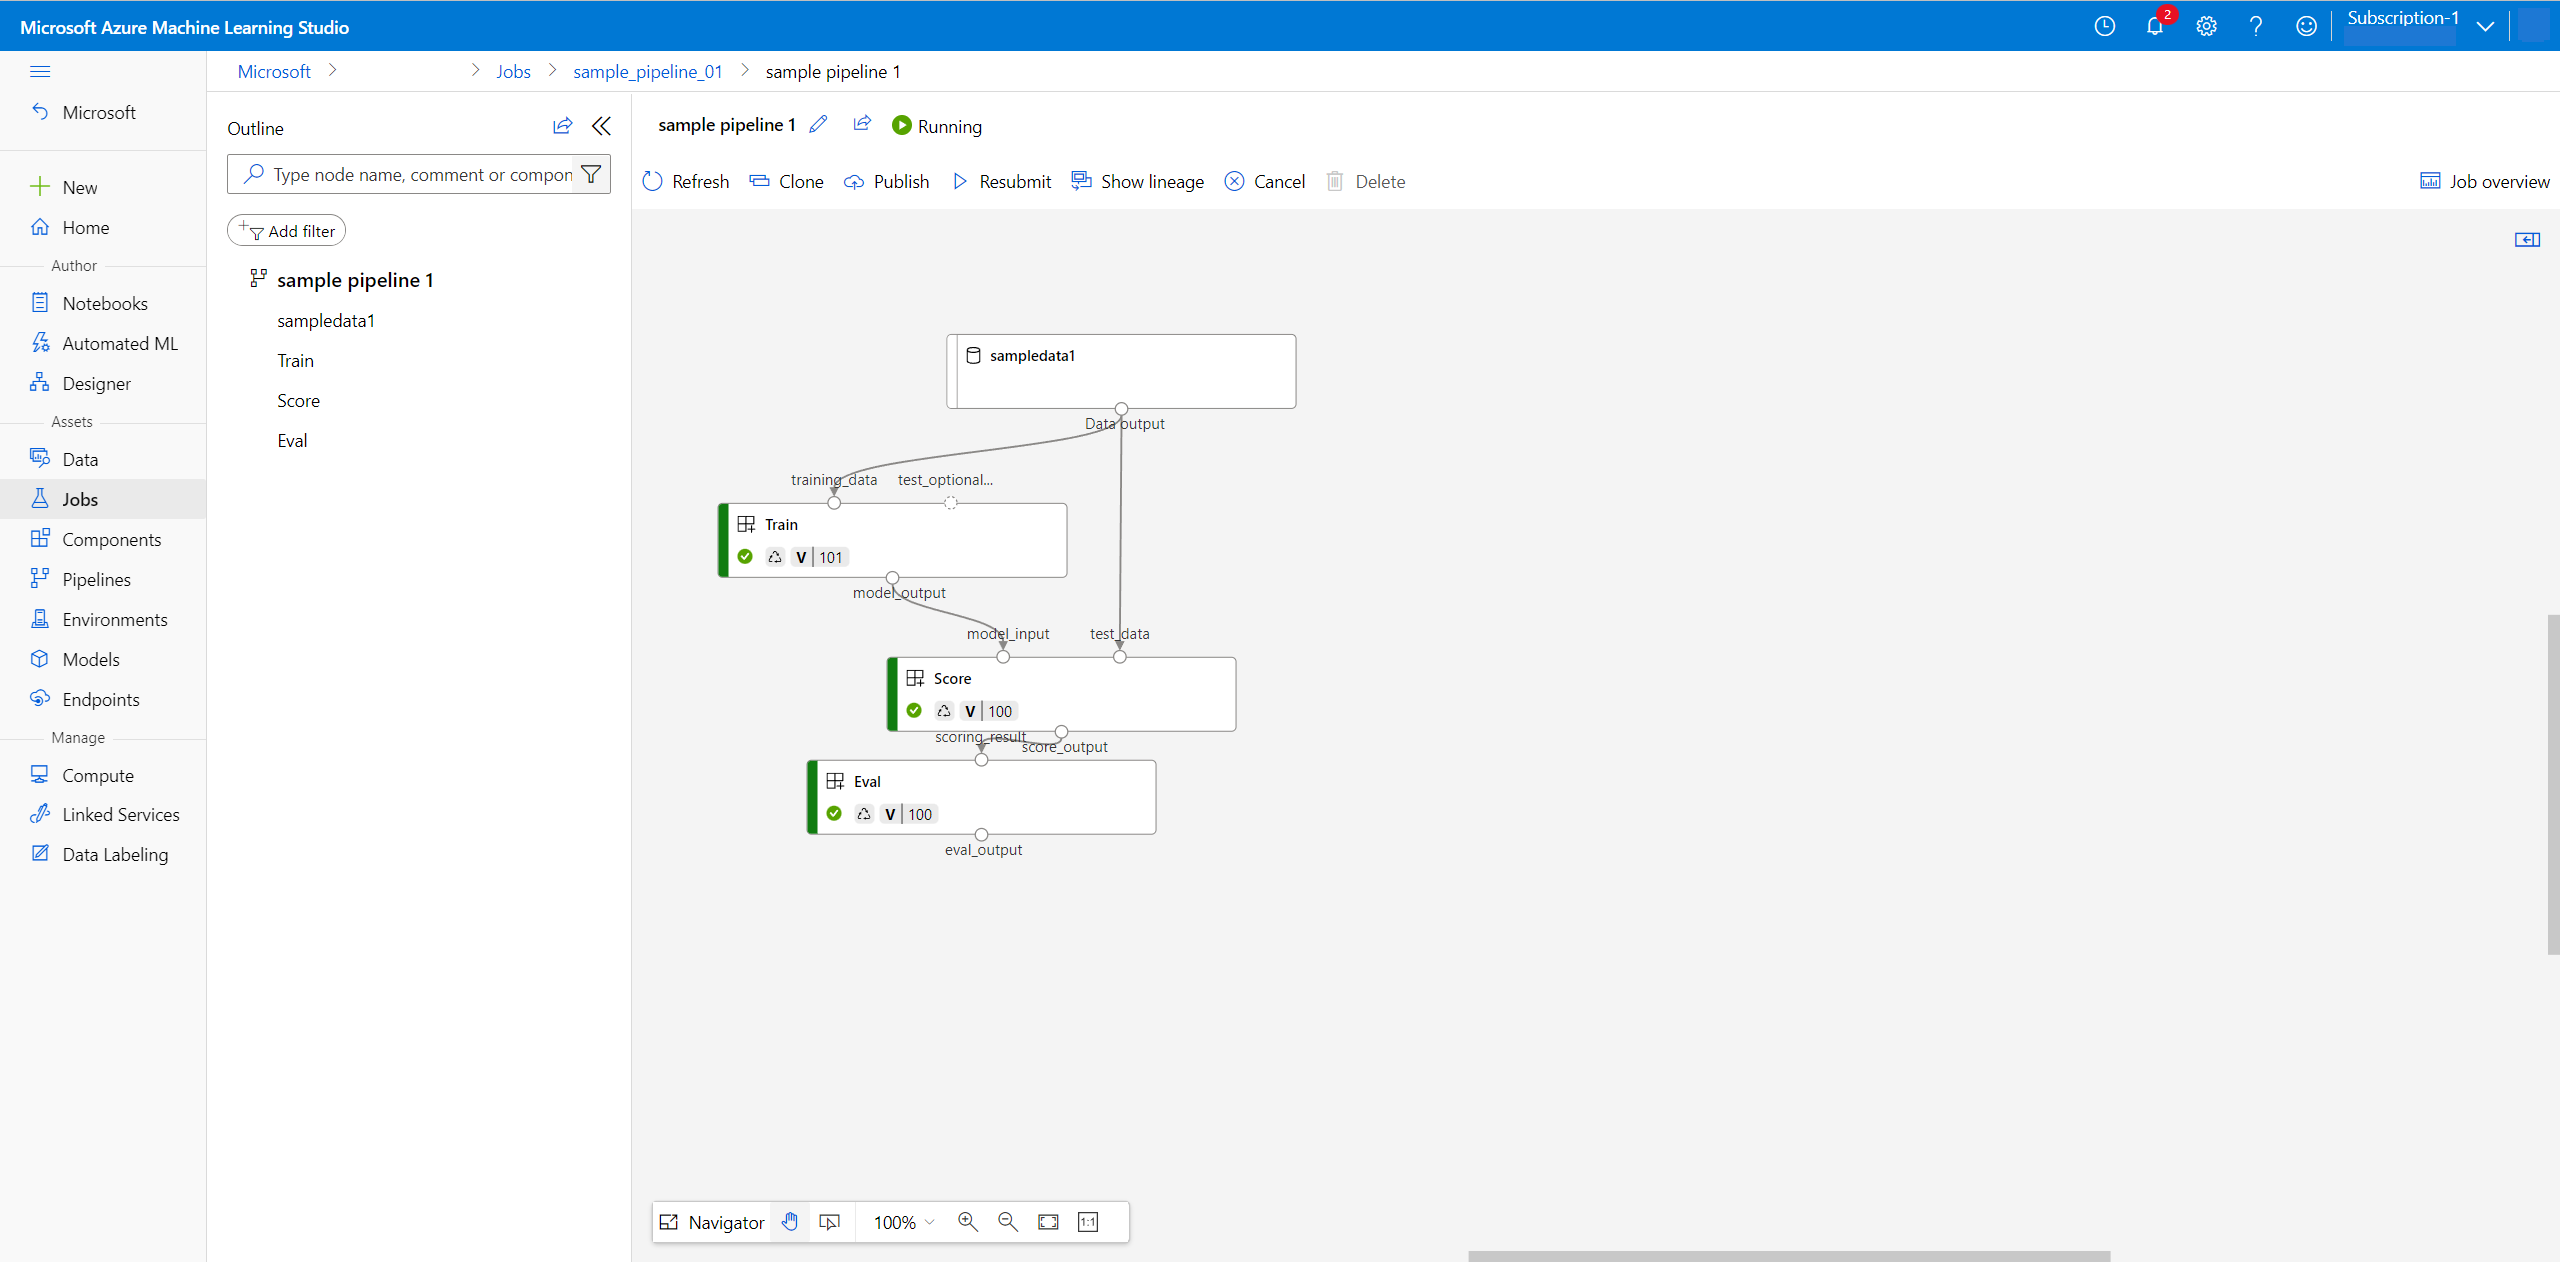 Microsoft Azure Machine Learning Studio
2
Subscription-1
Microsoft > > Jobs > sample_pipeline_01 > sample pipeline 1
Microsoft
New
Home
Author
Notebooks
Automated ML
Designer
Assets
Data
Jobs
Components
Pipelines
Environments
Models
Endpoints
Manage
Compute
Linked Services
Data Labeling
Outline
Type node name, comment or compon
Add filter
sample pipeline 1
sampledata1
Train
Score
Eval
sample pipeline 1 Running
Refresh Clone Publish Resubmit Show lineage Cancel Delete Job overview
sampledata1
Data output
training_data test_optional...
Train
V 101
model_output
model_input test_data
Score
V 100
scoring_result
score_output
Eval
V 100
eval_output
Navigator 100% 1:1